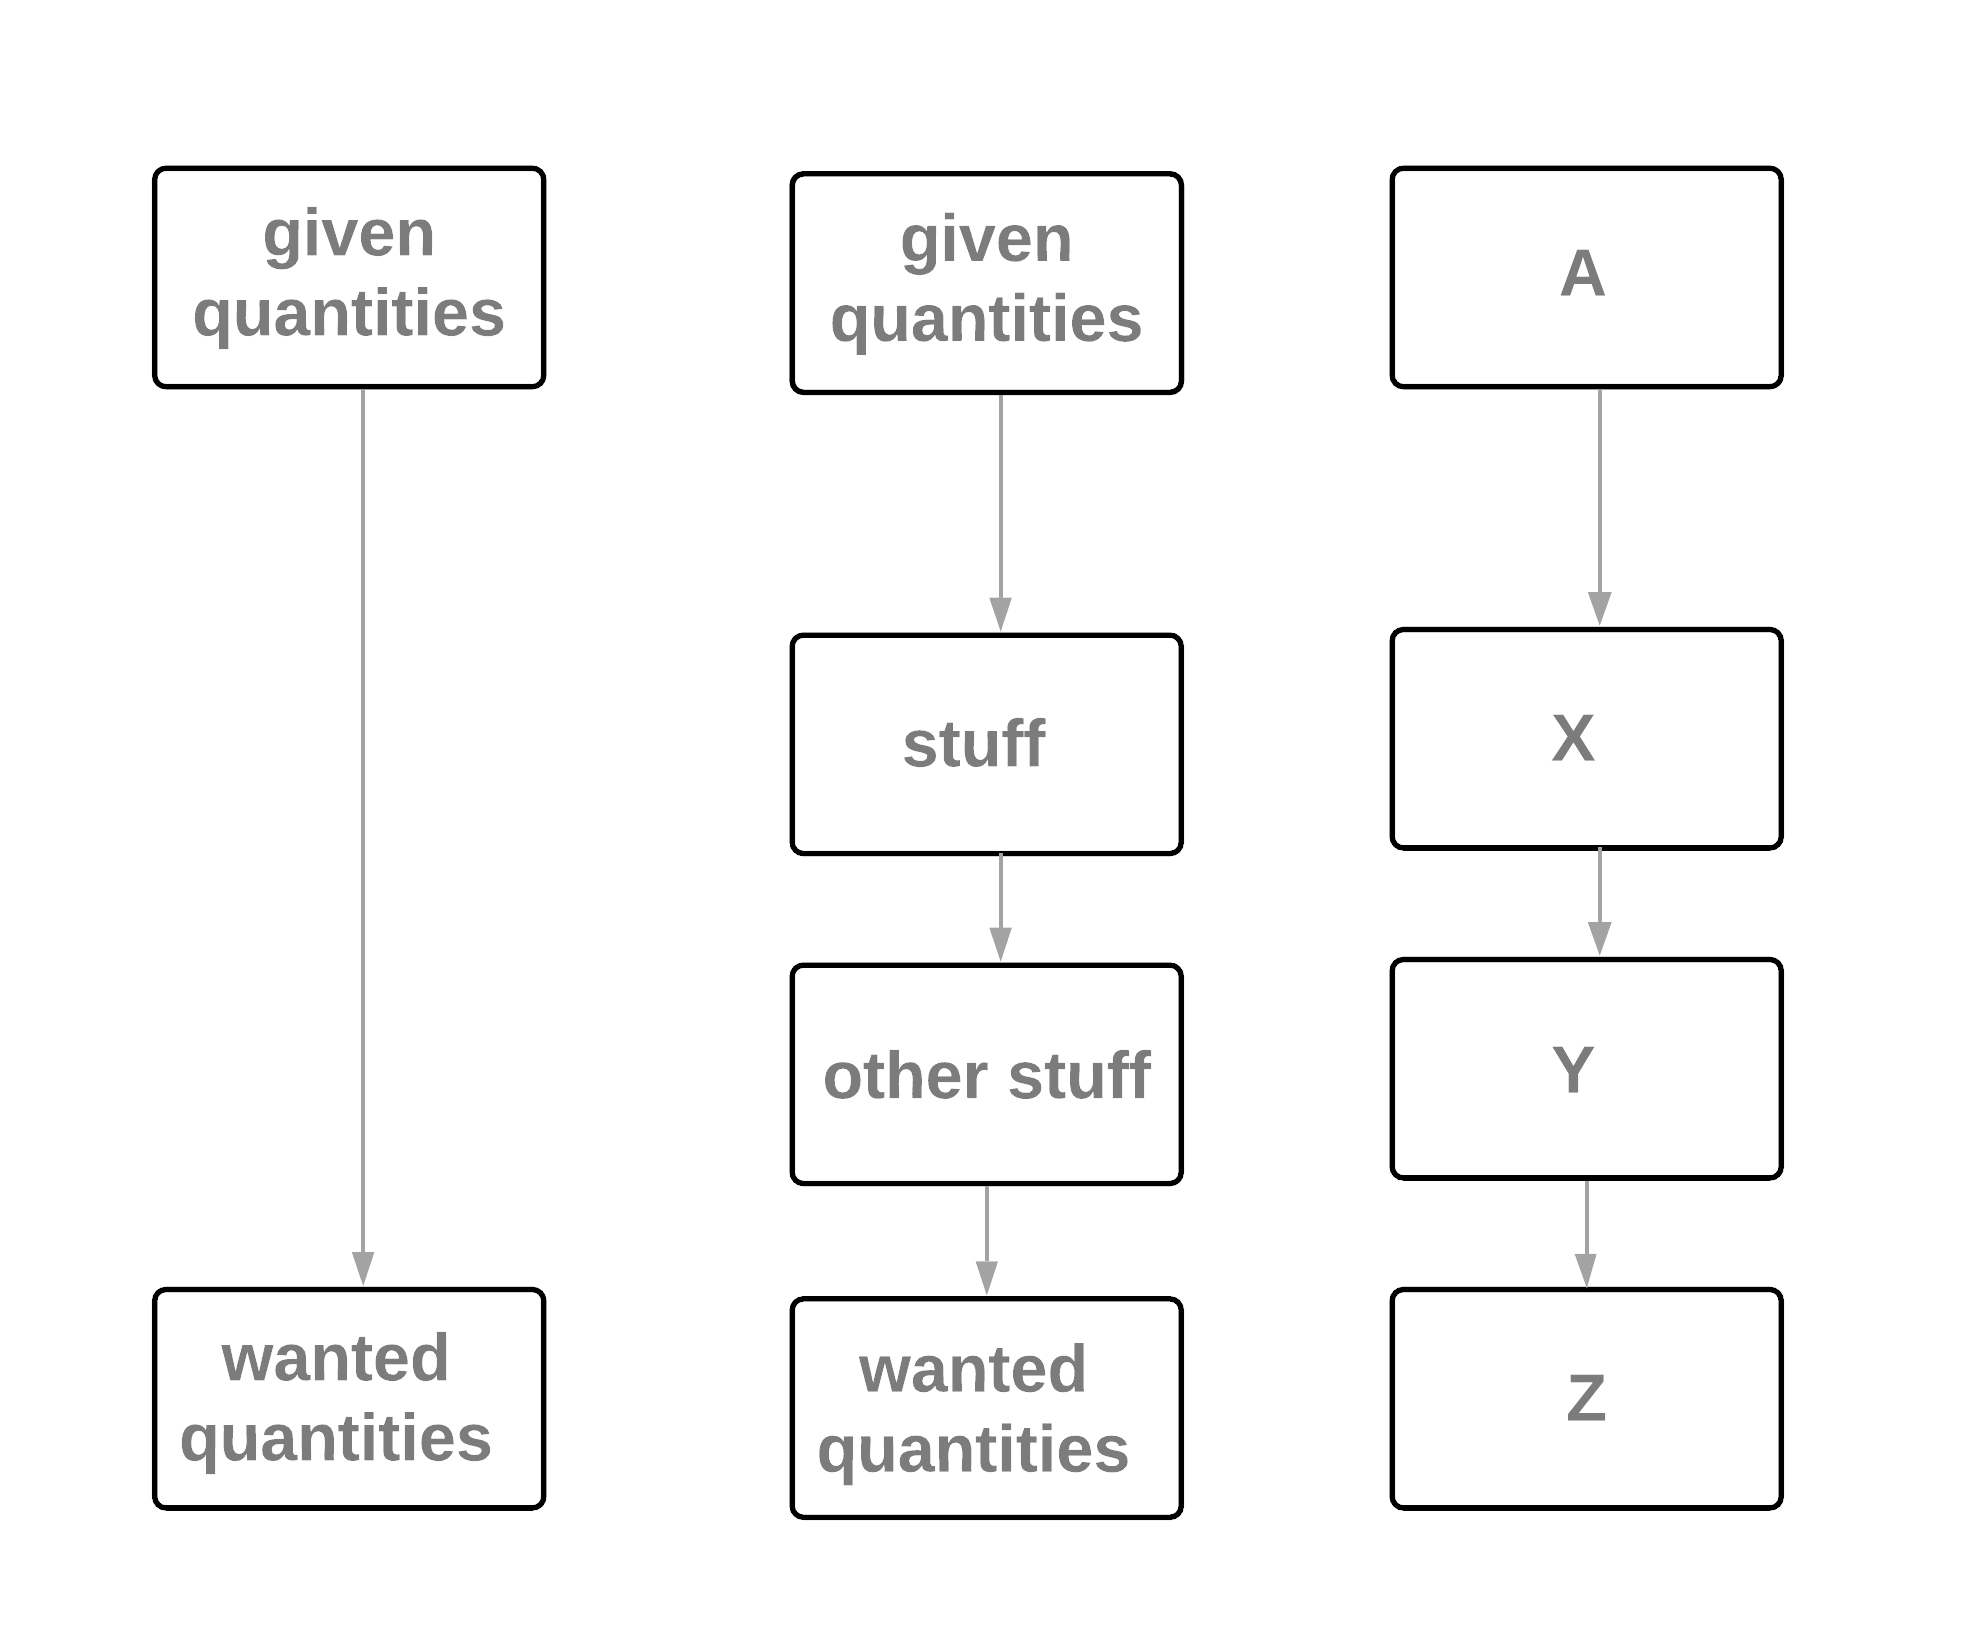 given
quantities
wanted
quantities
given
quantities
stuff
other stuff
wanted
quantities
A
X
Y
Z